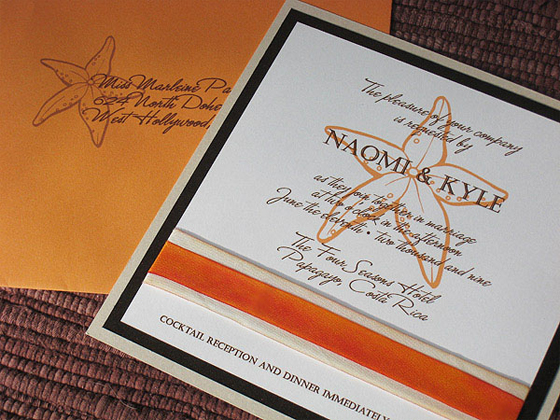 Miss Marleine Pa
624 North Dohe
West Hollywood,
The pleasure of your company
is requested by
NAOMI & KYLE
as they join together in marriage
at two o'clock in the afternoon
June the eleventh • two thousand and nine
The Four Seasons Hotel
Papagayo, Costa Rica
COCKTAIL RECEPTION AND DINNER IMMEDIATELY